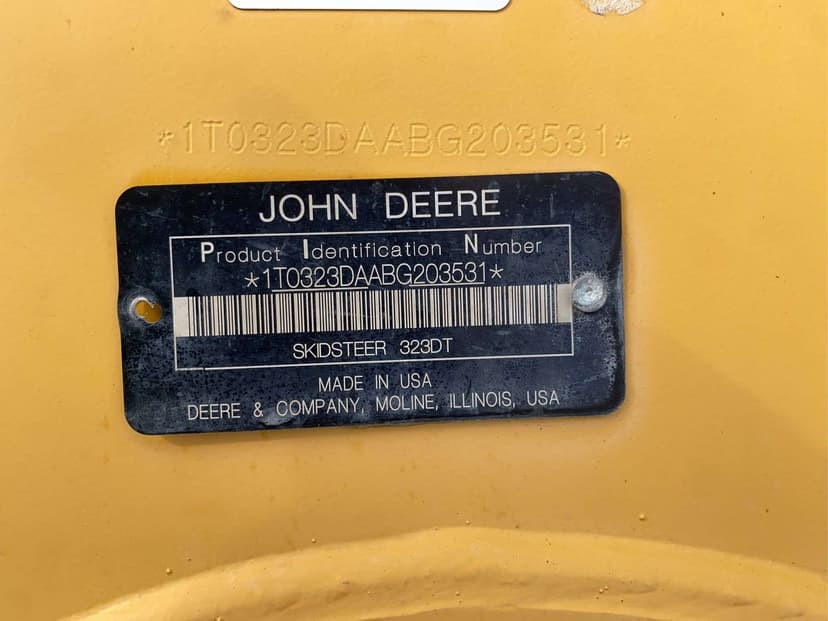 *1T0323DAABG203531*
JOHN DEERE
Product Identification Number
*1T0323DAABG203531*
SKIDSTEER 323DT
MADE IN USA
DEERE & COMPANY, MOLINE, ILLINOIS, USA